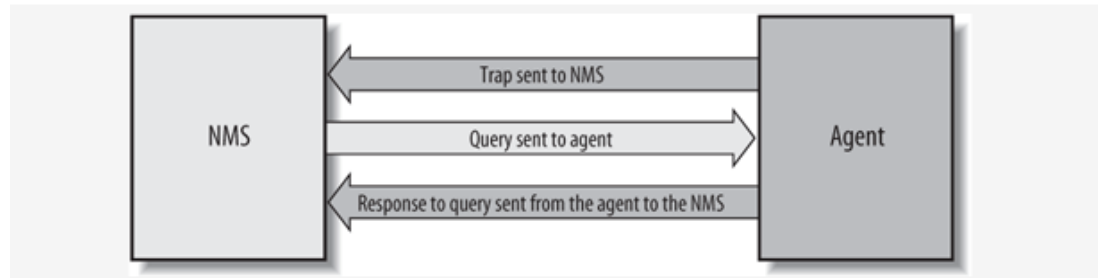 Trap sent to NMS
NMS
Query sent to agent
Agent
Response to query sent from the agent to the NMS